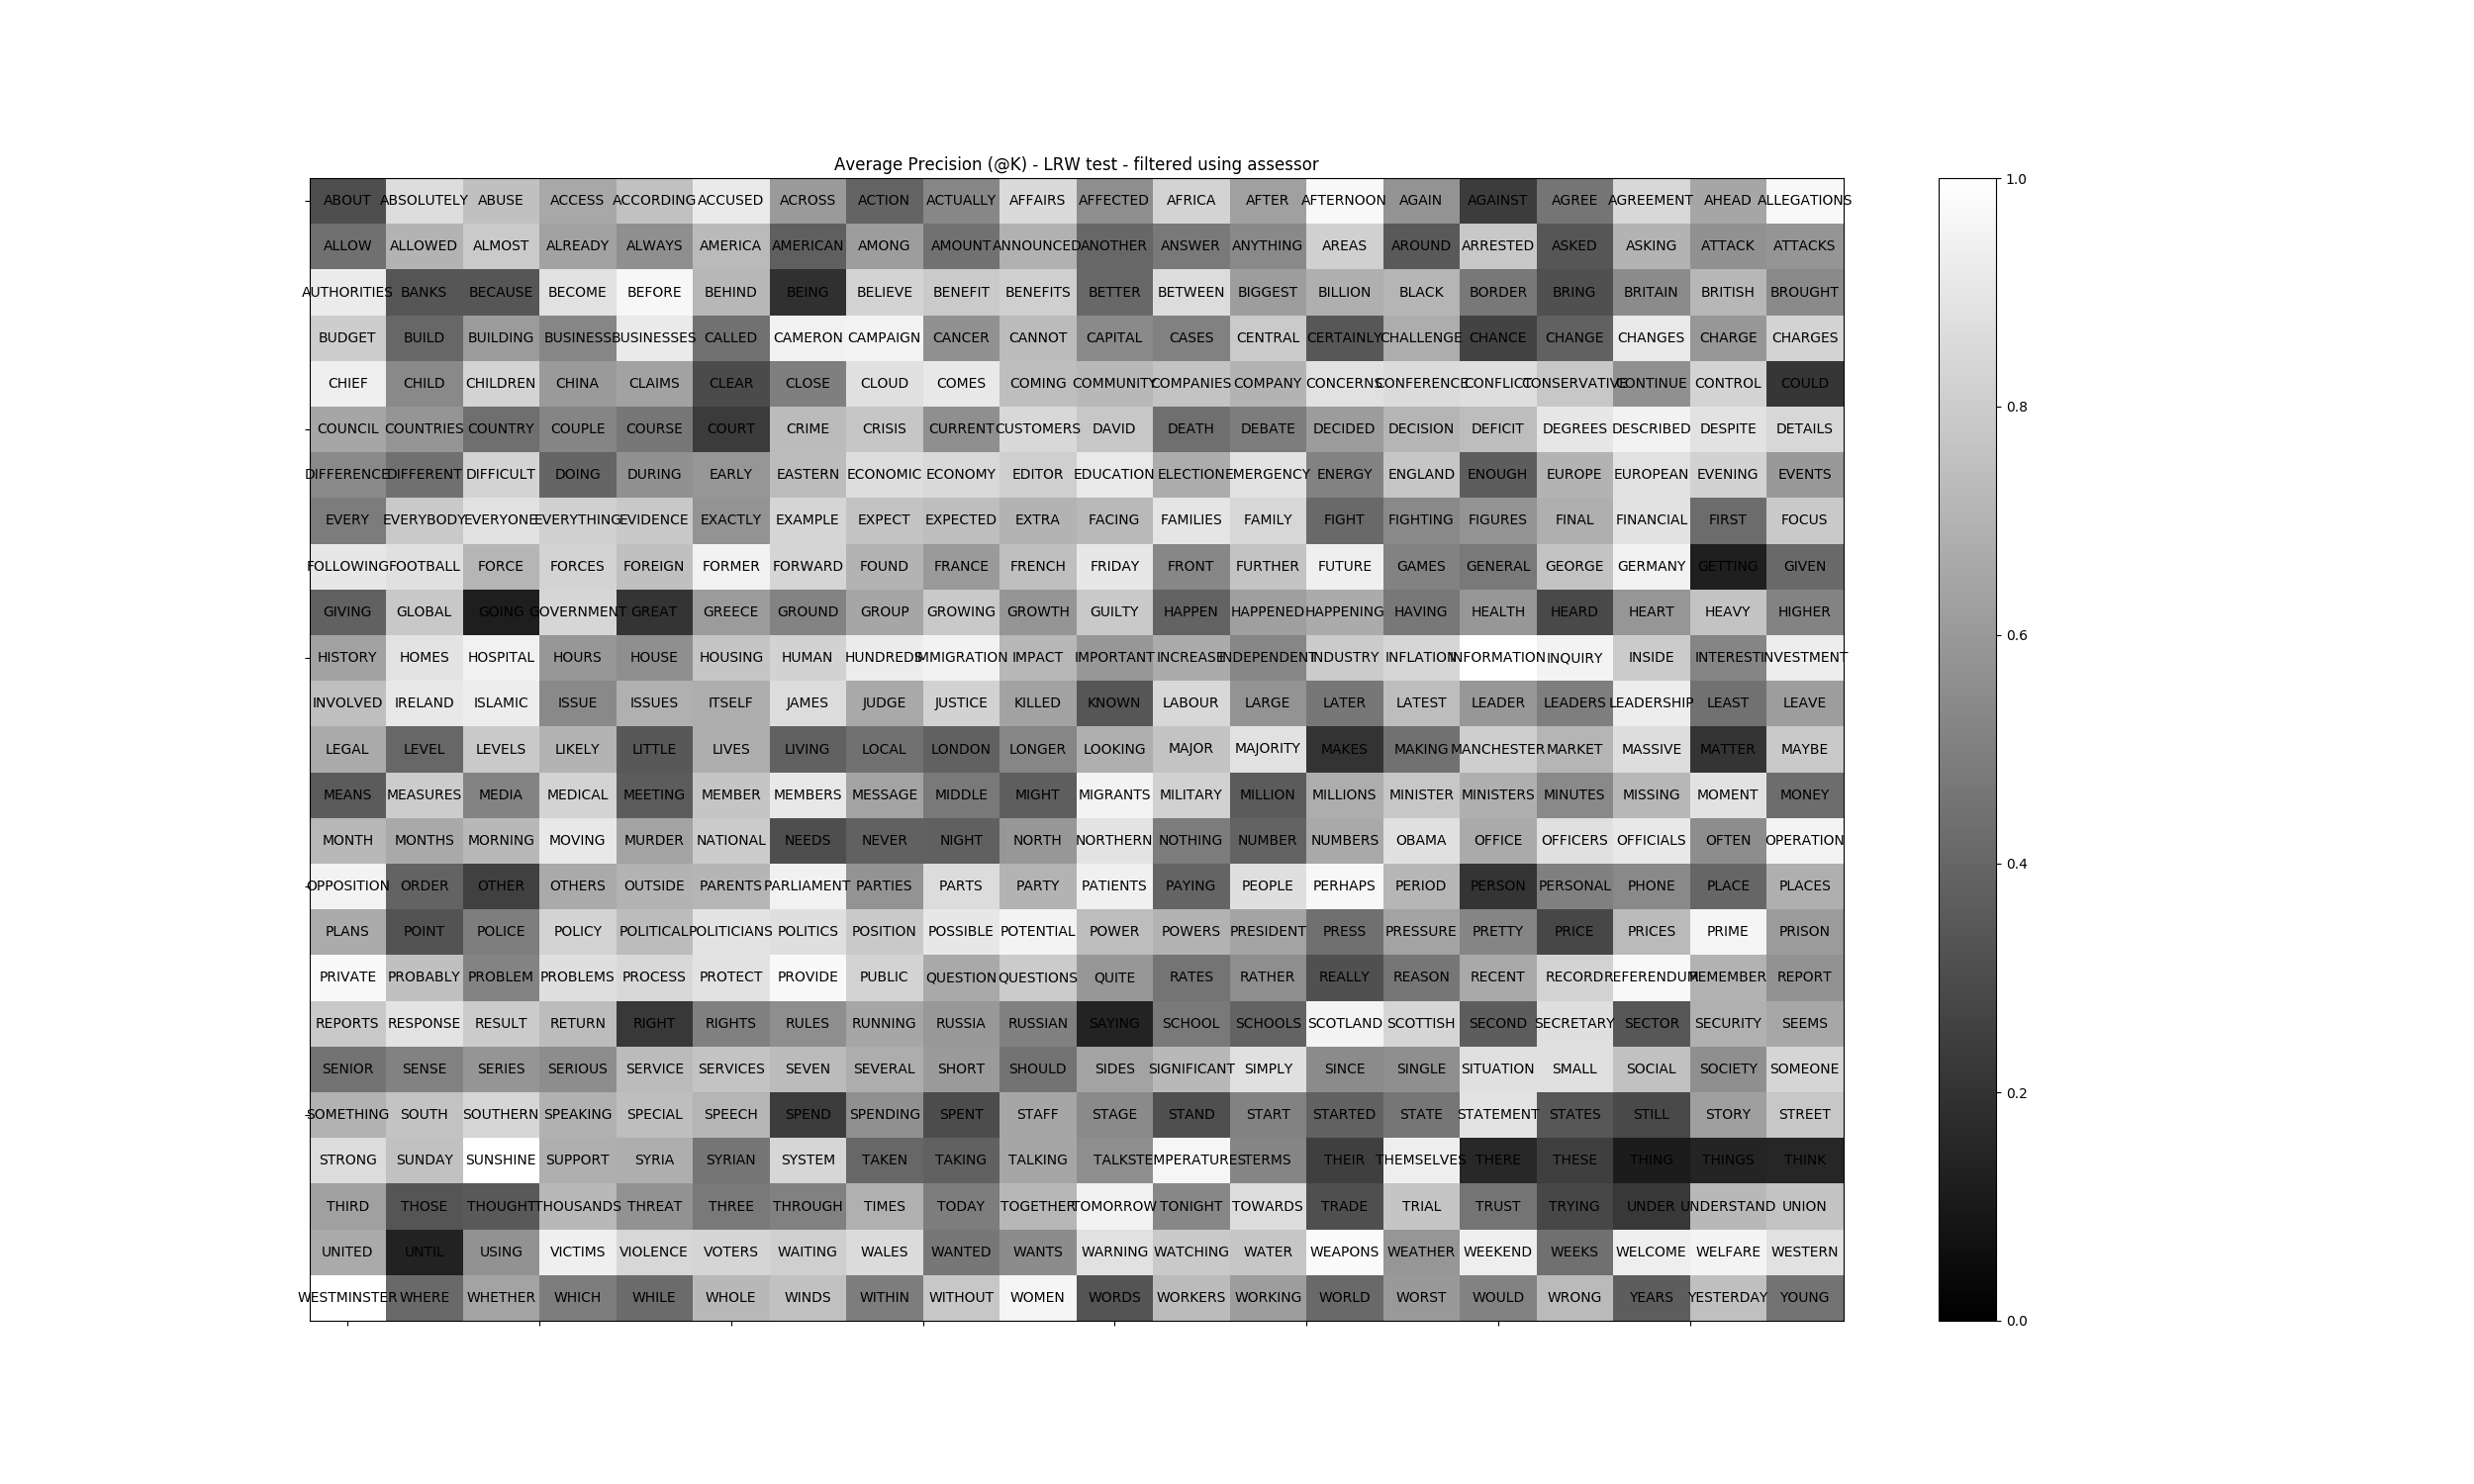 Average Precision (@K) - LRW test - filtered using assessor
ABOUT ABSOLUTELY ABUSE ACCESS ACCORDING ACCUSED ACROSS ACTION ACTUALLY AFFAIRS AFFECTED AFRICA AFTER AFTERNOON AGAIN AGAINST AGREE AGREEMENT AHEAD ALLEGATIONS 1.0
ALLOW ALLOWED ALMOST ALREADY ALWAYS AMERICA AMERICAN AMONG AMOUNT ANNOUNCED ANOTHER ANSWER ANYTHING AREAS AROUND ARRESTED ASKED ASKING ATTACK ATTACKS
AUTHORITIES BANKS BECAUSE BECOME BEFORE BEHIND BEING BELIEVE BENEFIT BENEFITS BETTER BETWEEN BIGGEST BILLION BLACK BORDER BRING BRITAIN BRITISH BROUGHT
BUDGET BUILD BUILDING BUSINESS BUSINESSES CALLED CAMERON CAMPAIGN CANCER CANNOT CAPITAL CASES CENTRAL CERTAINLY CHALLENGE CHANCE CHANGE CHANGES CHARGE CHARGES
CHIEF CHILD CHILDREN CHINA CLAIMS CLEAR CLOSE CLOUD COMES COMING COMMUNITY COMPANIES COMPANY CONCERNS CONFERENCE CONFLICT CONSERVATIVE CONTINUE CONTROL COULD 0.8
COUNCIL COUNTRIES COUNTRY COUPLE COURSE COURT CRIME CRISIS CURRENT CUSTOMERS DAVID DEATH DEBATE DECIDED DECISION DEFICIT DEGREES DESCRIBED DESPITE DETAILS
DIFFERENCE DIFFERENT DIFFICULT DOING DURING EARLY EASTERN ECONOMIC ECONOMY EDITOR EDUCATION ELECTION EMERGENCY ENERGY ENGLAND ENOUGH EUROPE EUROPEAN EVENING EVENTS
EVERY EVERYBODY EVERYONE EVERYTHING EVIDENCE EXACTLY EXAMPLE EXPECT EXPECTED EXTRA FACING FAMILIES FAMILY FIGHT FIGHTING FIGURES FINAL FINANCIAL FIRST FOCUS
FOLLOWING FOOTBALL FORCE FORCES FOREIGN FORMER FORWARD FOUND FRANCE FRENCH FRIDAY FRONT FURTHER FUTURE GAMES GENERAL GEORGE GERMANY GETTING GIVEN
GIVING GLOBAL GOING GOVERNMENT GREAT GREECE GROUND GROUP GROWING GROWTH GUILTY HAPPEN HAPPENED HAPPENING HAVING HEALTH HEARD HEART HEAVY HIGHER 0.6
HISTORY HOMES HOSPITAL HOURS HOUSE HOUSING HUMAN HUNDREDS IMMIGRATION IMPACT IMPORTANT INCREASE INDEPENDENT INDUSTRY INFLATION INFORMATION INQUIRY INSIDE INTEREST INVESTMENT
INVOLVED IRELAND ISLAMIC ISSUE ISSUES ITSELF JAMES JUDGE JUSTICE KILLED KNOWN LABOUR LARGE LATER LATEST LEADER LEADERS LEADERSHIP LEAST LEAVE
LEGAL LEVEL LEVELS LIKELY LITTLE LIVES LIVING LOCAL LONDON LONGER LOOKING MAJOR MAJORITY MAKES MAKING MANCHESTER MARKET MASSIVE MATTER MAYBE
MEANS MEASURES MEDIA MEDICAL MEETING MEMBER MEMBERS MESSAGE MIDDLE MIGHT MIGRANTS MILITARY MILLION MILLIONS MINISTER MINISTERS MINUTES MISSING MOMENT MONEY
MONTH MONTHS MORNING MOVING MURDER NATIONAL NEEDS NEVER NIGHT NORTH NORTHERN NOTHING NUMBER NUMBERS OBAMA OFFICE OFFICERS OFFICIALS OFTEN OPERATION 0.4
OPPOSITION ORDER OTHER OTHERS OUTSIDE PARENTS PARLIAMENT PARTIES PARTS PARTY PATIENTS PAYING PEOPLE PERHAPS PERIOD PERSON PERSONAL PHONE PLACE PLACES
PLANS POINT POLICE POLICY POLITICAL POLITICIANS POLITICS POSITION POSSIBLE POTENTIAL POWER POWERS PRESIDENT PRESS PRESSURE PRETTY PRICE PRICES PRIME PRISON
PRIVATE PROBABLY PROBLEM PROBLEMS PROCESS PROTECT PROVIDE PUBLIC QUESTION QUESTIONS QUITE RATES RATHER REALLY REASON RECENT RECORD REFERENDUM REMEMBER REPORT
REPORTS RESPONSE RESULT RETURN RIGHT RIGHTS RULES RUNNING RUSSIA RUSSIAN SAYING SCHOOL SCHOOLS SCOTLAND SCOTTISH SECOND SECRETARY SECTOR SECURITY SEEMS
SENIOR SENSE SERIES SERIOUS SERVICE SERVICES SEVEN SEVERAL SHORT SHOULD SIDES SIGNIFICANT SIMPLY SINCE SINGLE SITUATION SMALL SOCIAL SOCIETY SOMEONE 0.2
SOMETHING SOUTH SOUTHERN SPEAKING SPECIAL SPEECH SPEND SPENDING SPENT STAFF STAGE STAND START STARTED STATE STATEMENT STATES STILL STORY STREET
STRONG SUNDAY SUNSHINE SUPPORT SYRIA SYRIAN SYSTEM TAKEN TAKING TALKING TALKS TEMPERATURES TERMS THEIR THEMSELVES THERE THESE THING THINGS THINK
THIRD THOSE THOUGHT THOUSANDS THREAT THREE THROUGH TIMES TODAY TOGETHER TOMORROW TONIGHT TOWARDS TRADE TRIAL TRUST TRYING UNDER UNDERSTAND UNION
UNITED UNTIL USING VICTIMS VIOLENCE VOTERS WAITING WALES WANTED WANTS WARNING WATCHING WATER WEAPONS WEATHER WEEKEND WEEKS WELCOME WELFARE WESTERN
WESTMINSTER WHERE WHETHER WHICH WHILE WHOLE WINDS WITHIN WITHOUT WOMEN WORDS WORKERS WORKING WORLD WORST WOULD WRONG YEARS YESTERDAY YOUNG
0.0